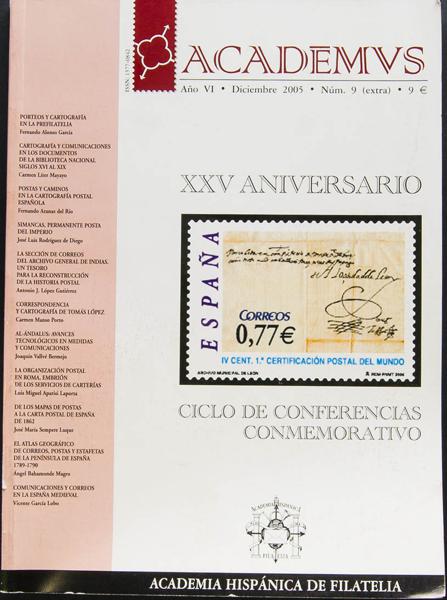 ISSN: 1577-0842
ACADEMVS
Año VI • Diciembre 2005 • Núm. 9 (extra) • 9 €
PORTEOS Y CARTOGRAFÍA
EN LA PREFILATELIA
Fernando Alonso García
CARTOGRAFÍA Y COMUNICACIONES
EN LOS DOCUMENTOS
DE LA BIBLIOTECA NACIONAL
SIGLOS XVI AL XIX
Carmen Líter Mayayo
POSTAS Y CAMINOS
EN LA CARTOGRAFÍA POSTAL
ESPAÑOLA
Fernando Aranaz del Río
SIMANCAS, PERMANENTE POSTA
DEL IMPERIO
José Luis Rodríguez de Diego
LA SECCIÓN DE CORREOS
DEL ARCHIVO GENERAL DE INDIAS.
UN TESORO
PARA LA RECONSTRUCCIÓN
DE LA HISTORIA POSTAL
Antonio J. López Gutiérrez
CORRESPONDENCIA
Y CARTOGRAFÍA DE TOMÁS LÓPEZ
Carmen Manso Porto
AL-ÁNDALUS: AVANCES
TECNOLÓGICOS EN MEDIDAS
Y COMUNICACIONES
Joaquín Vallvé Bermejo
LA ORGANIZACIÓN POSTAL
EN ROMA, EMBRIÓN
DE LOS SERVICIOS DE CARTERÍAS
Luis Miguel Aparisi Laporta
DE LOS MAPAS DE POSTAS
A LA CARTA POSTAL DE ESPAÑA
DE 1862
José María Sempere Luque
EL ATLAS GEOGRÁFICO
DE CORREOS, POSTAS Y ESTAFETAS
DE LA PENÍNSULA DE ESPAÑA
1789-1790
Ángel Bahamonde Magro
COMUNICACIONES Y CORREOS
EN LA ESPAÑA MEDIEVAL
Vicente García Lobo
XXV ANIVERSARIO
ESPAÑA
CORREOS
0,77€
IV CENT. 1.ª CERTIFICACIÓN POSTAL DEL MUNDO
ARCHIVO MUNICIPAL DE LEÓN
CICLO DE CONFERENCIAS
CONMEMORATIVO
ACADEMIA HISPÁNICA
FILATELIA
ACADEMIA HISPÁNICA DE FILATELIA